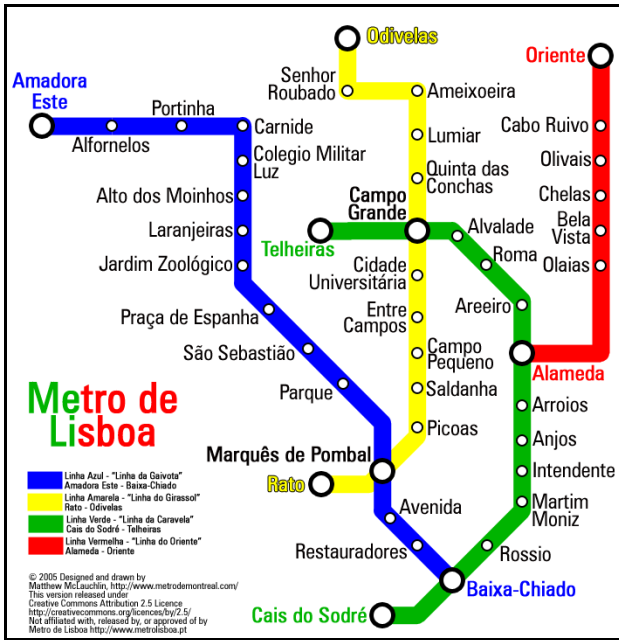 Odivelas
Oriente
Senhor
Roubado
Ameixoeira
Amadora
Este
Portinha
Alfornelos
Carnide
Cabo Ruivo
Lumiar
Colegio Militar
Luz
Olivais
Quinta das
Conchas
Alto dos Moinhos
Chelas
Campo
Grande
Laranjeiras
Telheiras
Alvalade
Bela
Vista
Roma
Jardim Zoológico
Cidade
Universitária
Olaias
Praça de Espanha
Entre
Campos
Areeiro
São Sebastião
Campo
Pequeno
Alameda
Parque
Saldanha
Metro de
Lisboa
Arroios
Picoas
Anjos
Marquês de Pombal
Intendente
Rato
Martim
Moniz
Avenida
Restauradores
Rossio
Baixa-Chiado
Cais do Sodré
Linha Azul - "Linha da Gaivota"
Amadora Este - Baixa-Chiado
Linha Amarela - "Linha do Girassol"
Rato - Odivelas
Linha Verde - "Linha da Caravela"
Cais do Sodré - Telheiras
Linha Vermelha - "Linha do Oriente"
Alameda - Oriente
© 2005 Designed and drawn by
Matthew McLauchlin, http://www.metrodemontreal.com/
This version released under
Creative Commons Attribution 2.5 Licence
http://creativecommons.org/licences/by/2.5/
Not affiliated with, released by, or approved of by
Metro de Lisboa http://www.metrolisboa.pt